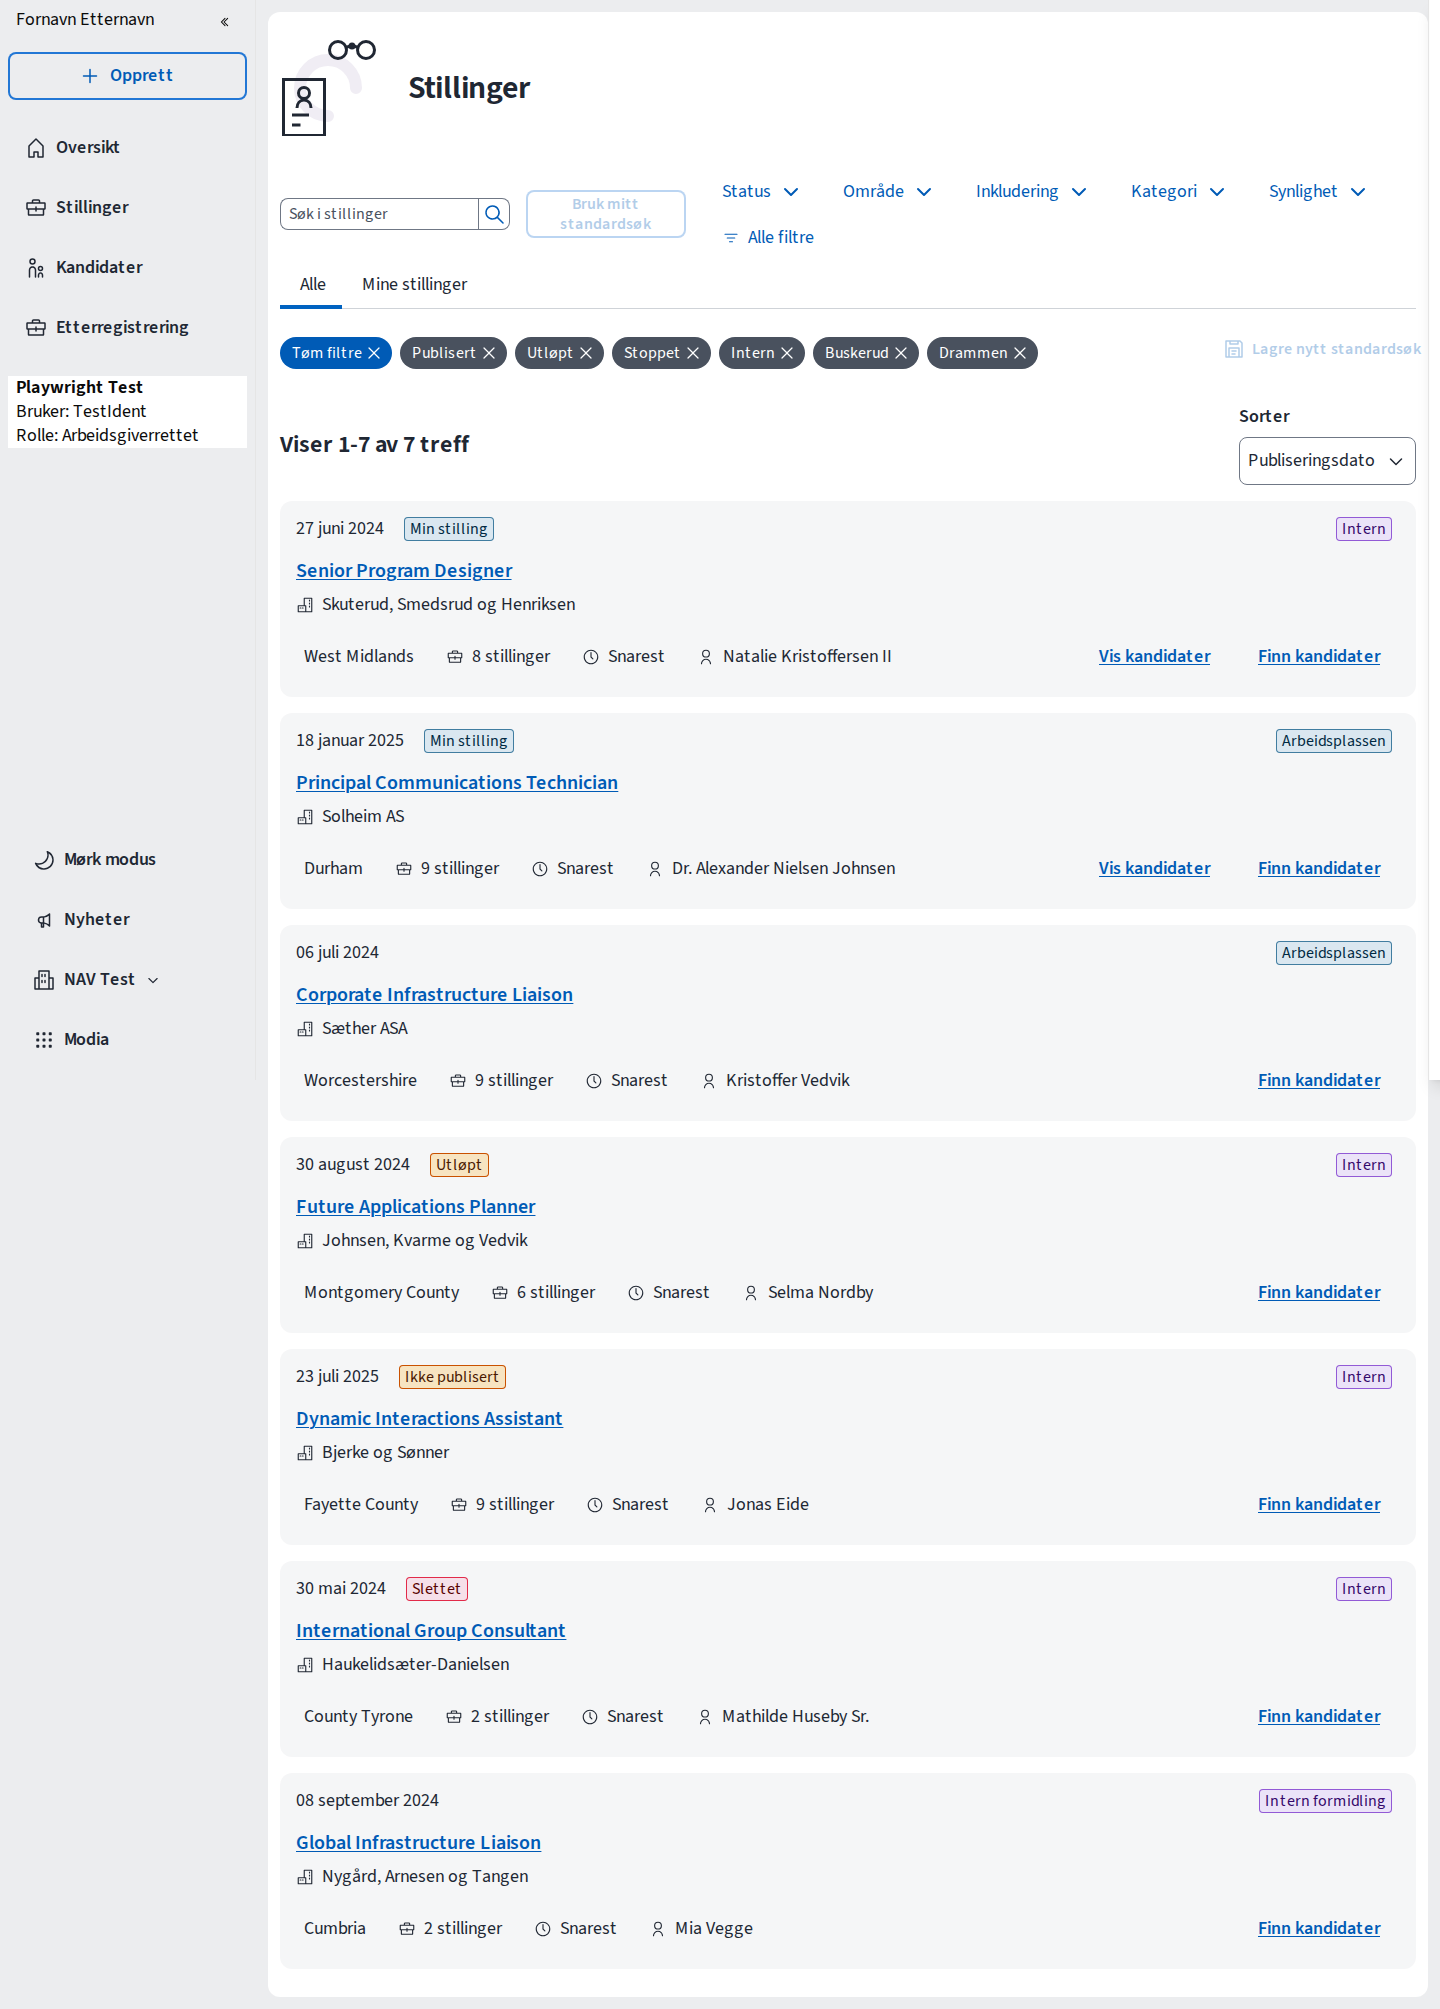 Fornavn Etternavn
Opprett
Oversikt
Stillinger
Kandidater
Etterregistrering
Playwright Test
Bruker: TestIdent
Rolle: Arbeidsgiverrettet
Mørk modus
Nyheter
NAV Test
Modia
Stillinger
Søk i stillinger
Bruk mitt
standardsøk
Status Område Inkludering Kategori Synlighet
Alle filtre
Alle Mine stillinger
Tøm filtre Publisert Utløpt Stoppet Intern Buskerud Drammen
Lagre nytt standardsøk
Viser 1-7 av 7 treff
Sorter
Publiseringsdato
27 juni 2024 Min stilling Intern
Senior Program Designer
Skuterud, Smedsrud og Henriksen
West Midlands 8 stillinger Snarest Natalie Kristoffersen II Vis kandidater Finn kandidater
18 januar 2025 Min stilling Arbeidsplassen
Principal Communications Technician
Solheim AS
Durham 9 stillinger Snarest Dr. Alexander Nielsen Johnsen Vis kandidater Finn kandidater
06 juli 2024 Arbeidsplassen
Corporate Infrastructure Liaison
Sæther ASA
Worcestershire 9 stillinger Snarest Kristoffer Vedvik Finn kandidater
30 august 2024 Utløpt Intern
Future Applications Planner
Johnsen, Kvarme og Vedvik
Montgomery County 6 stillinger Snarest Selma Nordby Finn kandidater
23 juli 2025 Ikke publisert Intern
Dynamic Interactions Assistant
Bjerke og Sønner
Fayette County 9 stillinger Snarest Jonas Eide Finn kandidater
30 mai 2024 Slettet Intern
International Group Consultant
Haukelidsæter-Danielsen
County Tyrone 2 stillinger Snarest Mathilde Huseby Sr. Finn kandidater
08 september 2024 Intern formidling
Global Infrastructure Liaison
Nygård, Arnesen og Tangen
Cumbria 2 stillinger Snarest Mia Vegge Finn kandidater